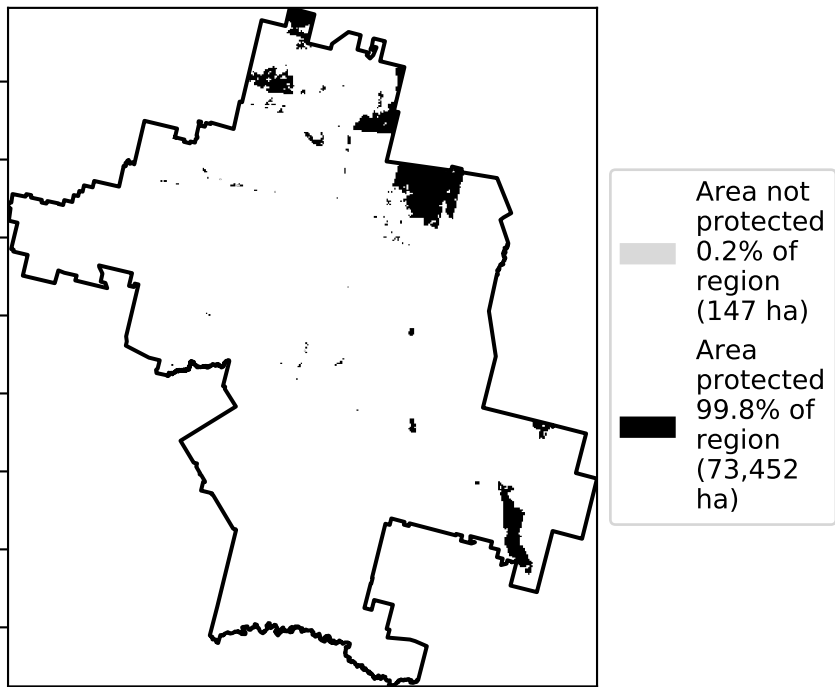 Area not
protected
0.2% of
region
(147 ha)
Area
protected
99.8% of
region
(73,452
ha)